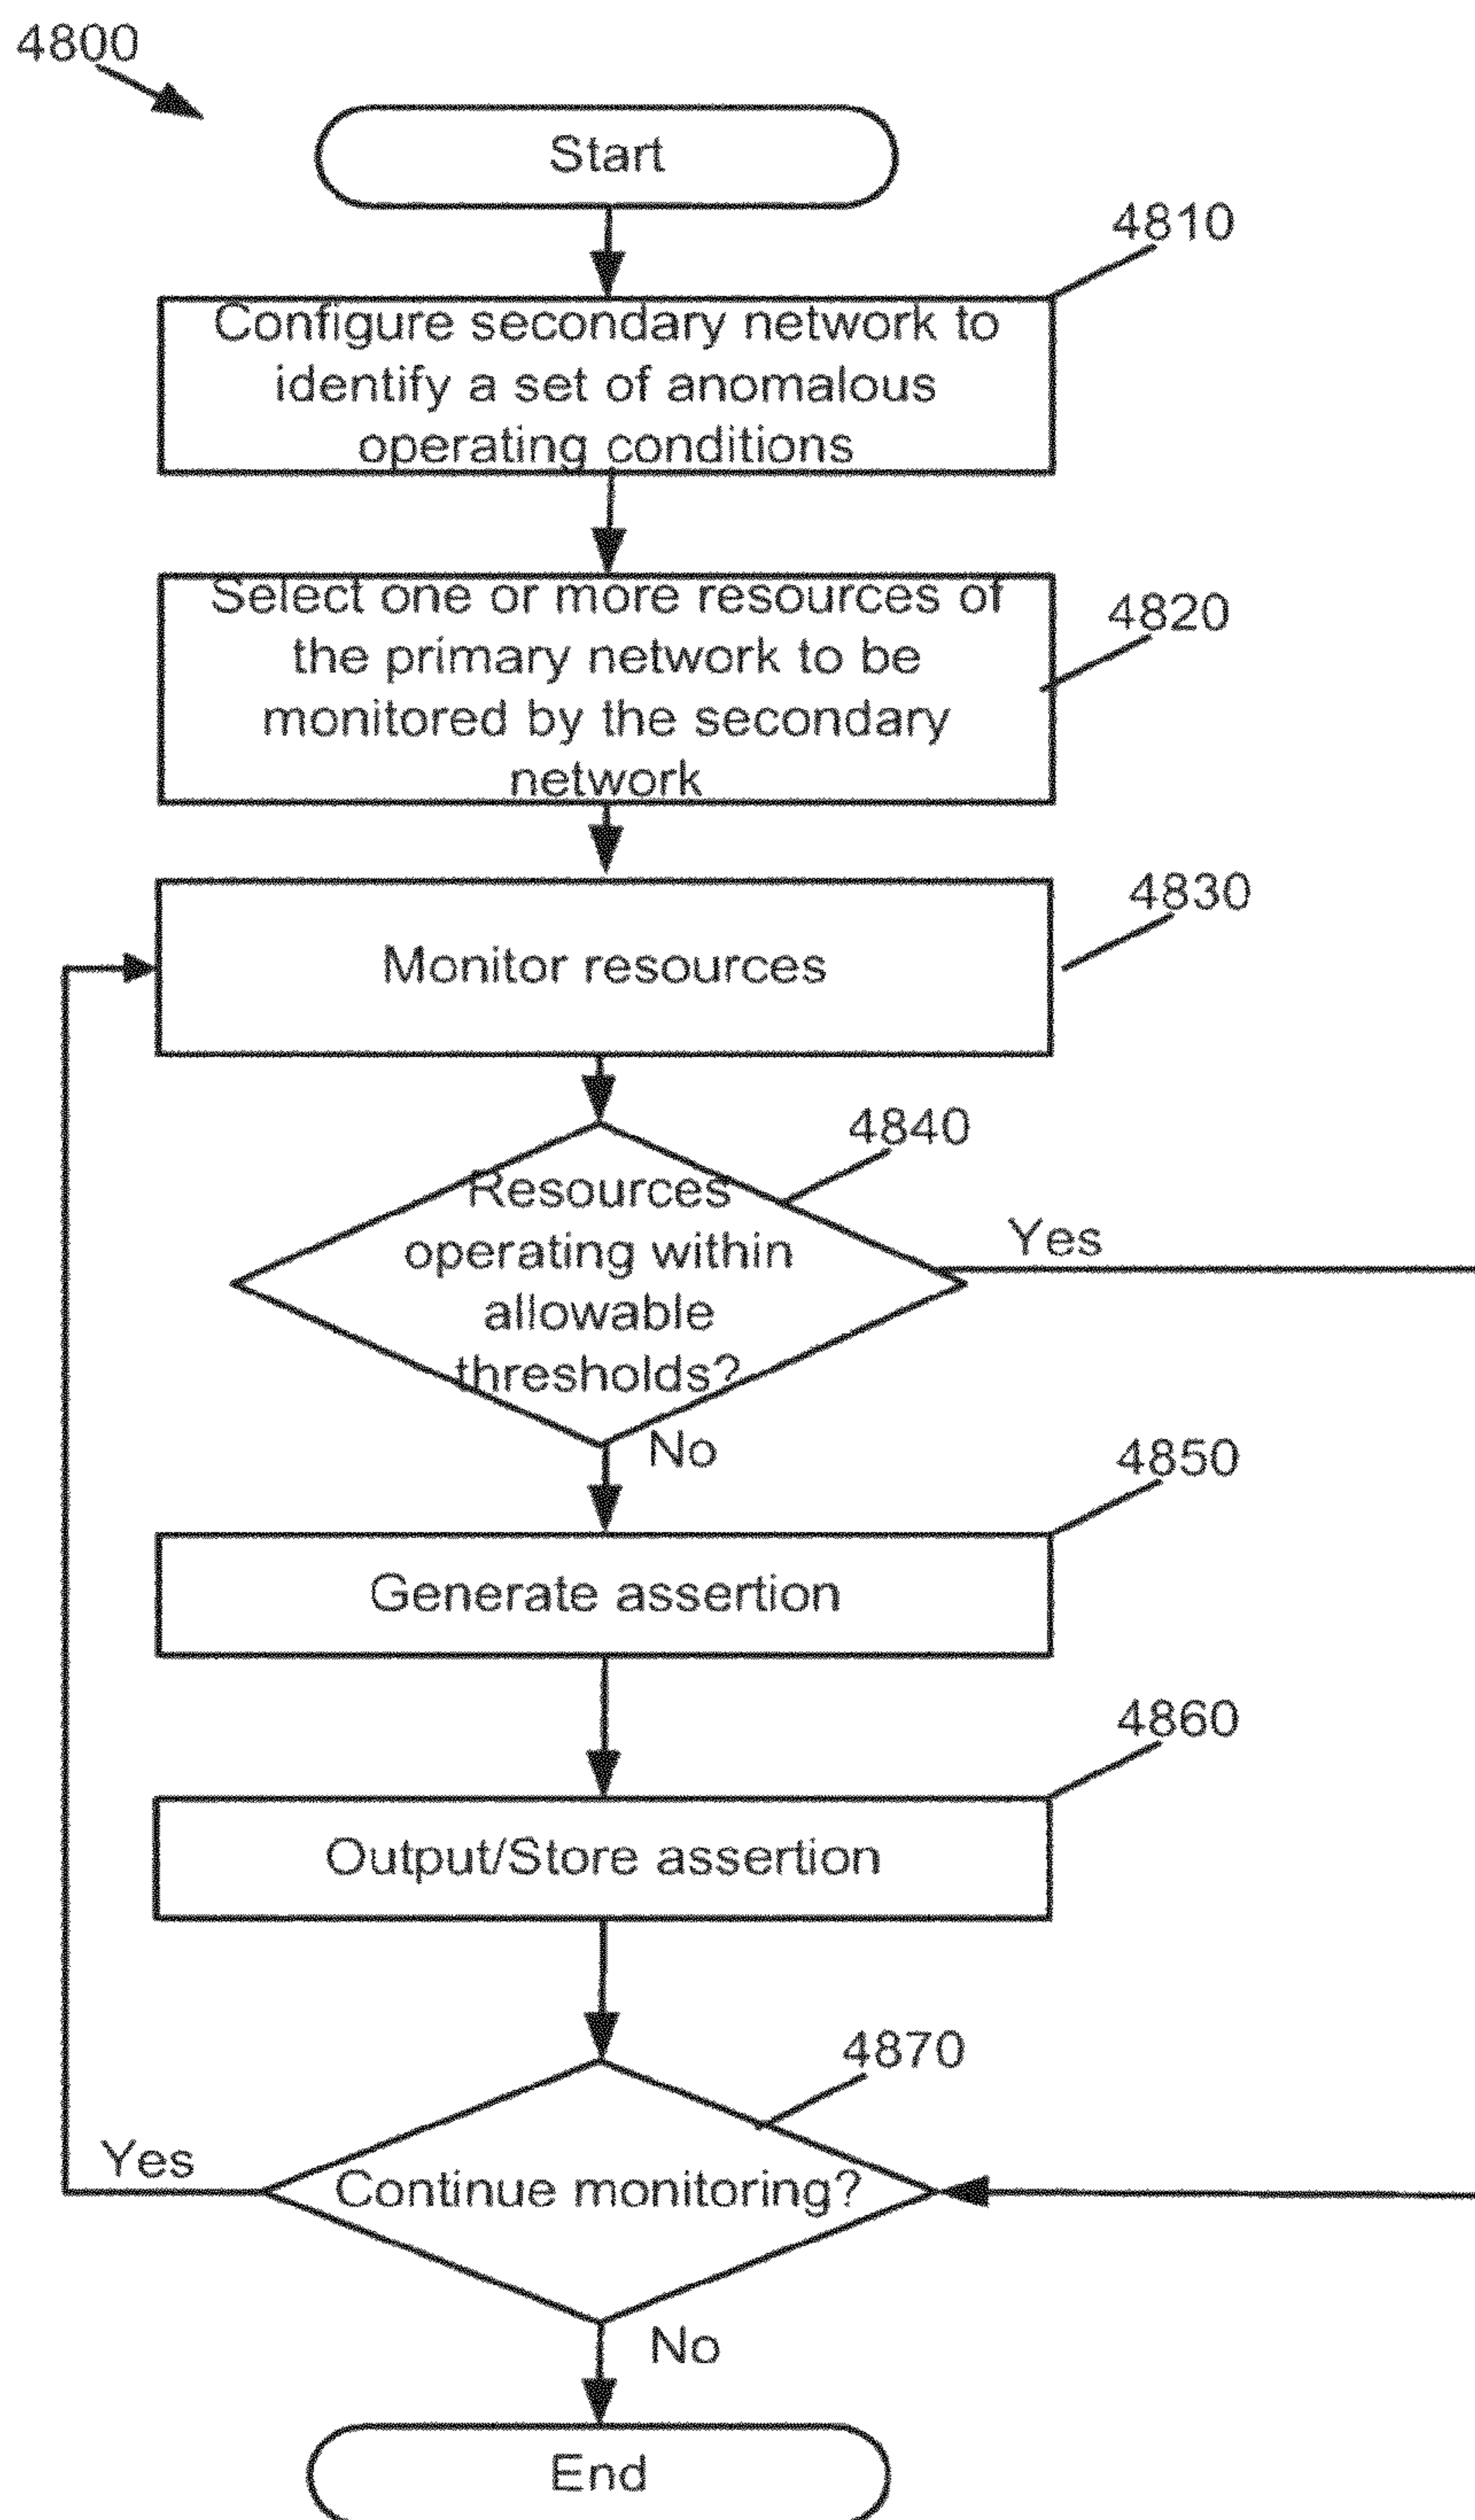 4800
Start
4810
Configure secondary network to
identify a set of anomalous
operating conditions
Select one or more resources of
4820
the primary network to be
monitored by the secondary
network
4830
Monitor resources
4840
Resources
operating within
allowable
thresholds?
Yes
No
4850
Generate assertion
4860
Output/Store assertion
4870
Continue monitoring?
Yes
No
End